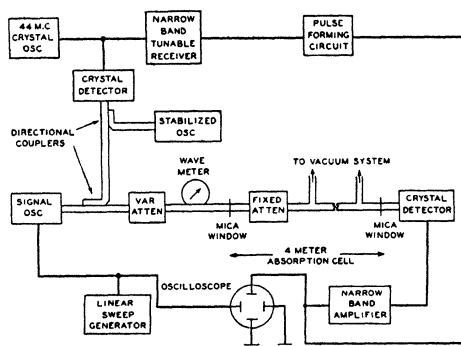 44 M.C
CRYSTAL
OSC
NARROW
BAND
TUNABLE
RECEIVER
PULSE
FORMING
CIRCUIT
CRYSTAL
DETECTOR
DIRECTIONAL
COUPLERS
STABILIZED
OSC
WAVE
METER
TO VACUUM SYSTEM
SIGNAL
OSC
VAR
ATTEN
FIXED
ATTEN
CRYSTAL
DETECTOR
MICA
WINDOW
MICA
WINDOW
4 METER
ABSORPTION CELL
LINEAR
SWEEP
GENERATOR
OSCILLOSCOPE
NARROW
BAND
AMPLIFIER